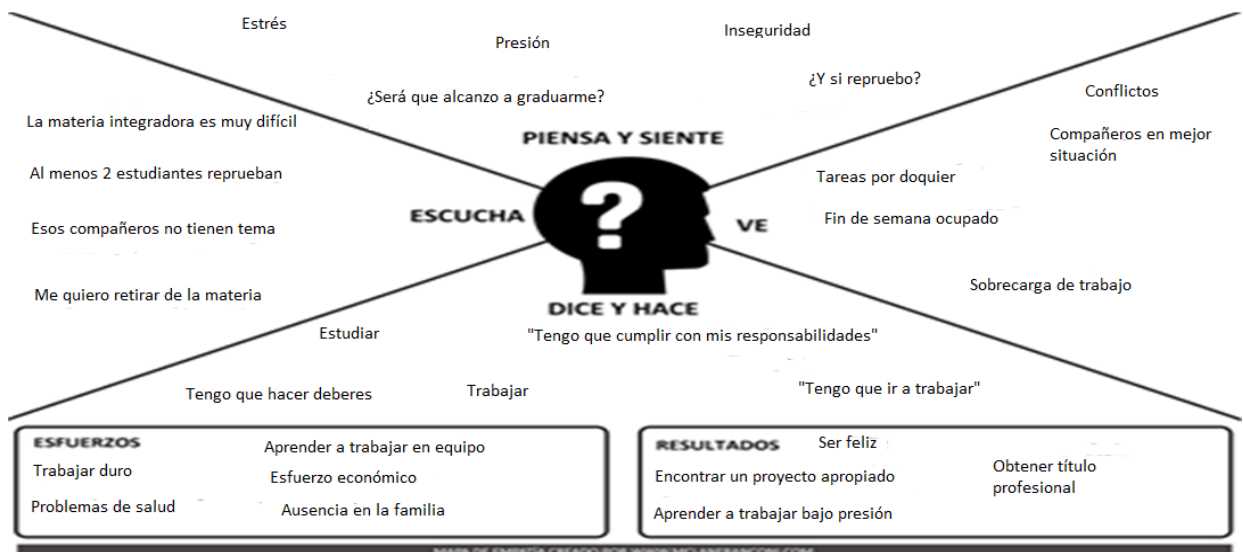 Estrés
Presión
Inseguridad
¿Será que alcanzo a graduarme?
¿Y si repruebo?
PIENSA Y SIENTE
La materia integradora es muy difícil
Al menos 2 estudiantes reprueban
Esos compañeros no tienen tema
Me quiero retirar de la materia
ESCUCHA
?
VE
Conflictos
Compañeros en mejor
situación
Tareas por doquier
Fin de semana ocupado
Sobrecarga de trabajo
DICE Y HACE
Estudiar
"Tengo que cumplir con mis responsabilidades"
Tengo que hacer deberes
Trabajar
"Tengo que ir a trabajar"
ESFUERZOS
Aprender a trabajar en equipo
Trabajar duro
Esfuerzo económico
Problemas de salud
Ausencia en la familia
RESULTADOS
Ser feliz
Encontrar un proyecto apropiado
Obtener título
profesional
Aprender a trabajar bajo presión
MAPA DE EMPATÍA CREADO POR